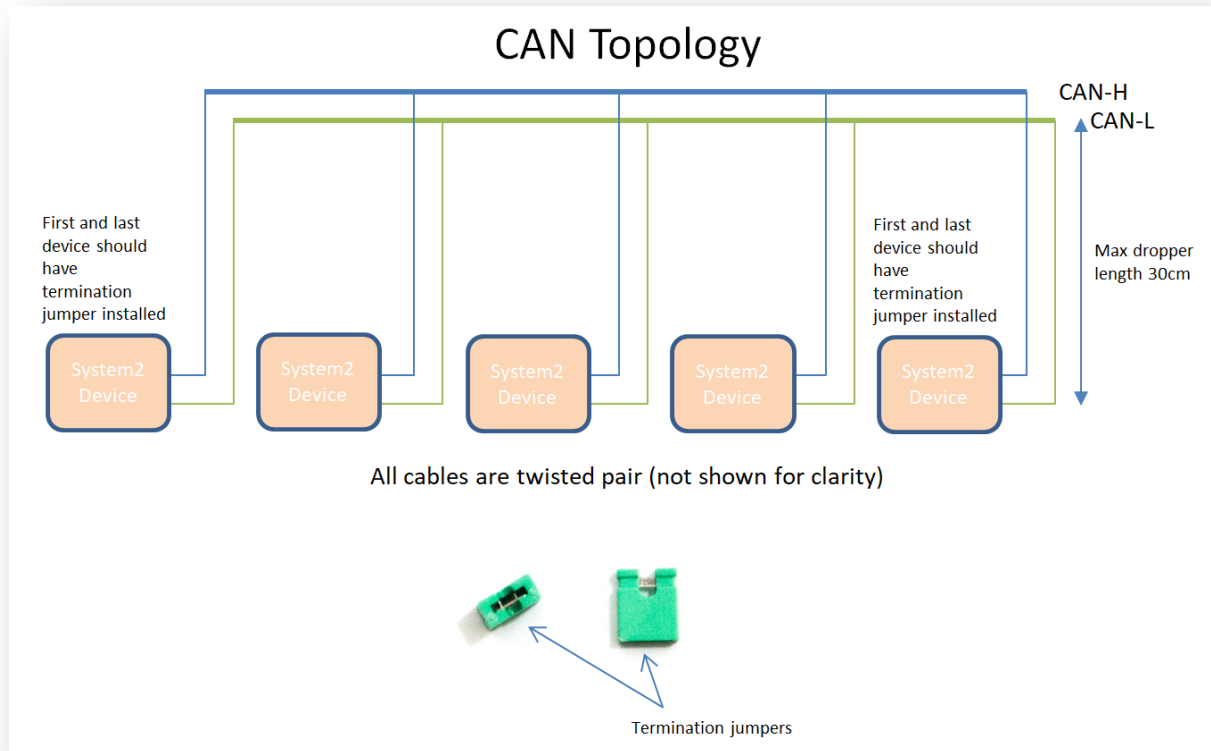 CAN Topology
CAN-H
CAN-L
First and last
device should
have
termination
jumper installed
First and last
device should
have
termination
jumper installed
Max dropper
length 30cm
System2
Device
System2
Device
System2
Device
System2
Device
System2
Device
All cables are twisted pair (not shown for clarity)
Termination jumpers